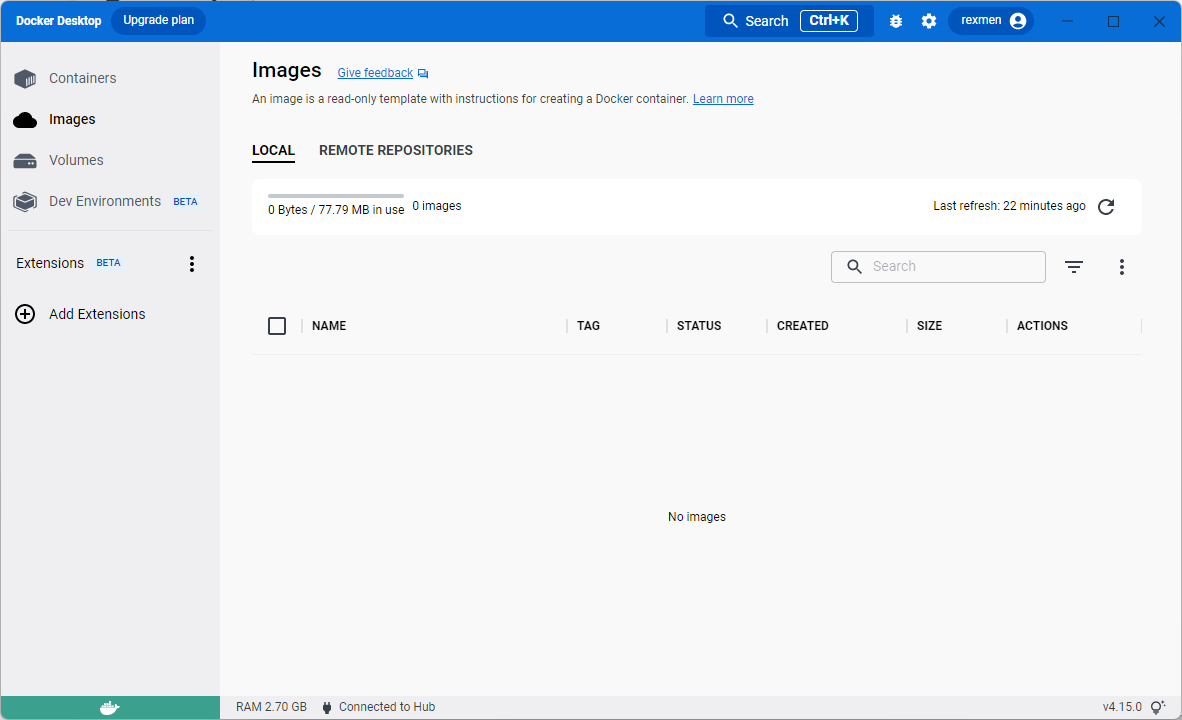 Docker Desktop Upgrade plan Search Ctrl+K rexmen
Containers
Images
Volumes
Dev Environments BETA
Extensions BETA
Add Extensions
Images Give feedback
An image is a read-only template with instructions for creating a Docker container. Learn more
LOCAL REMOTE REPOSITORIES
0 Bytes / 77.79 MB in use 0 images Last refresh: 22 minutes ago
Search
NAME TAG STATUS CREATED SIZE ACTIONS
No images
RAM 2.70 GB Connected to Hub v4.15.0